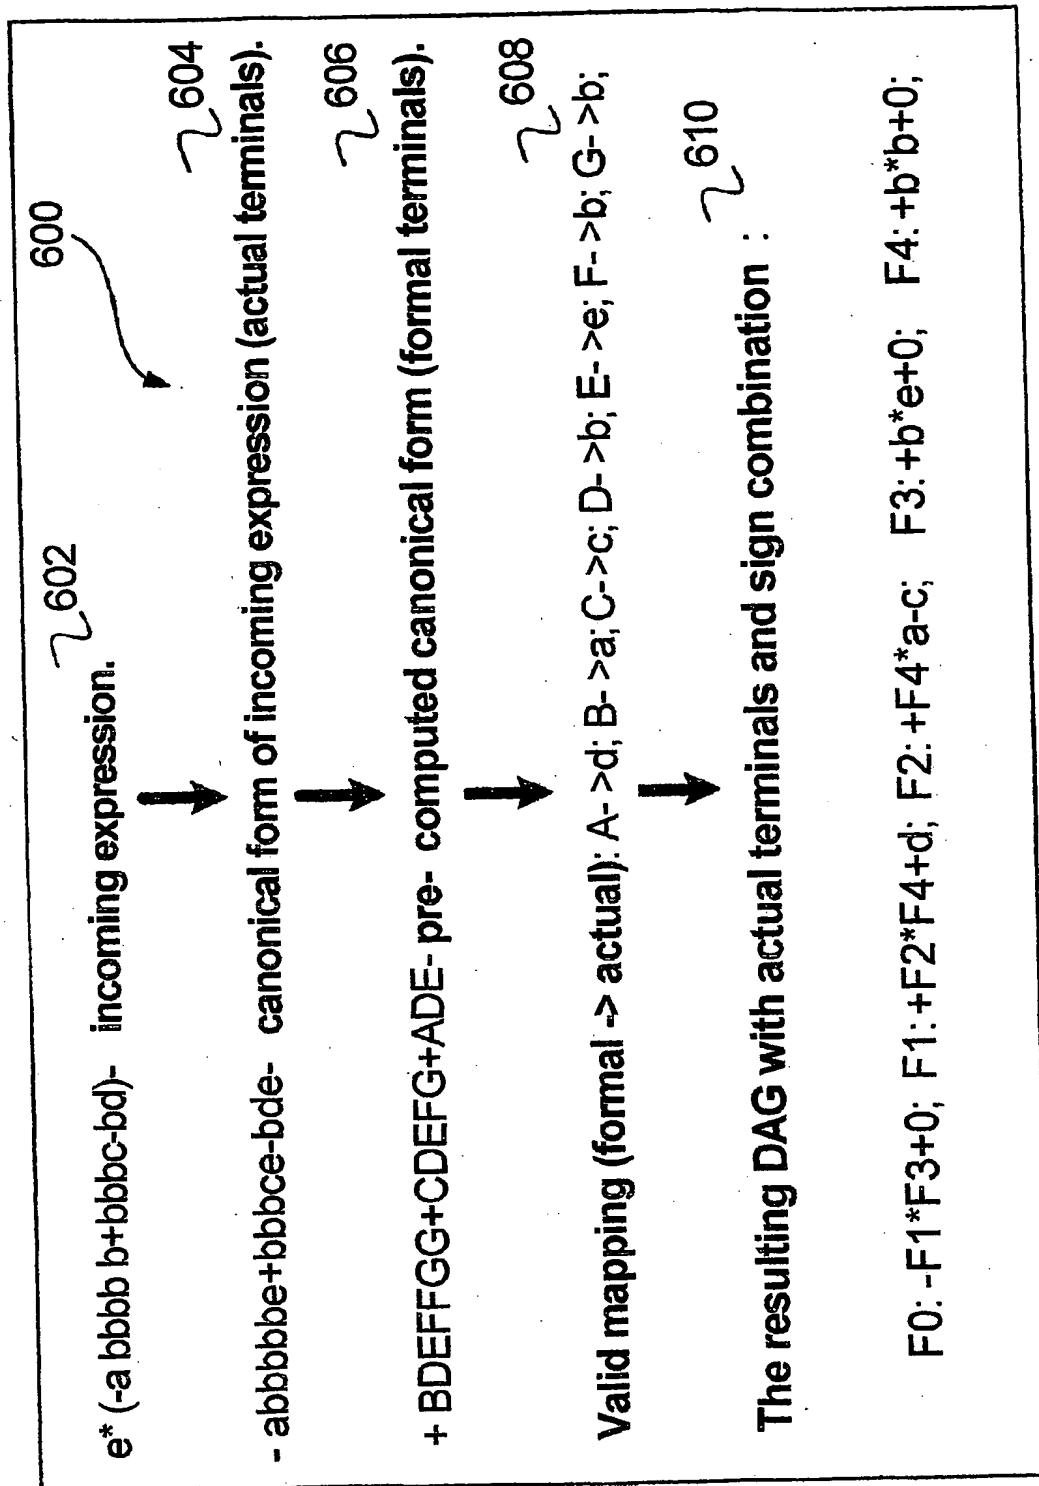 600
e* (-a bbbb b+bbbc-bd)- incoming expression. 602
- abbbbbe+bbbce-bde- canonical form of incoming expression (actual terminals). 604
+ BDEFFGG+CDEFG+ADE- pre- computed canonical form (formal terminals). 606
Valid mapping (formal -> actual): A- >d; B- >a; C->c; D- >b; E- >e; F- >b; G- >b; 608
The resulting DAG with actual terminals and sign combination : 610
F0: -F1*F3+0; F1: +F2*F4+d; F2: +F4*a-c; F3: +b*e+0; F4: +b*b+0;